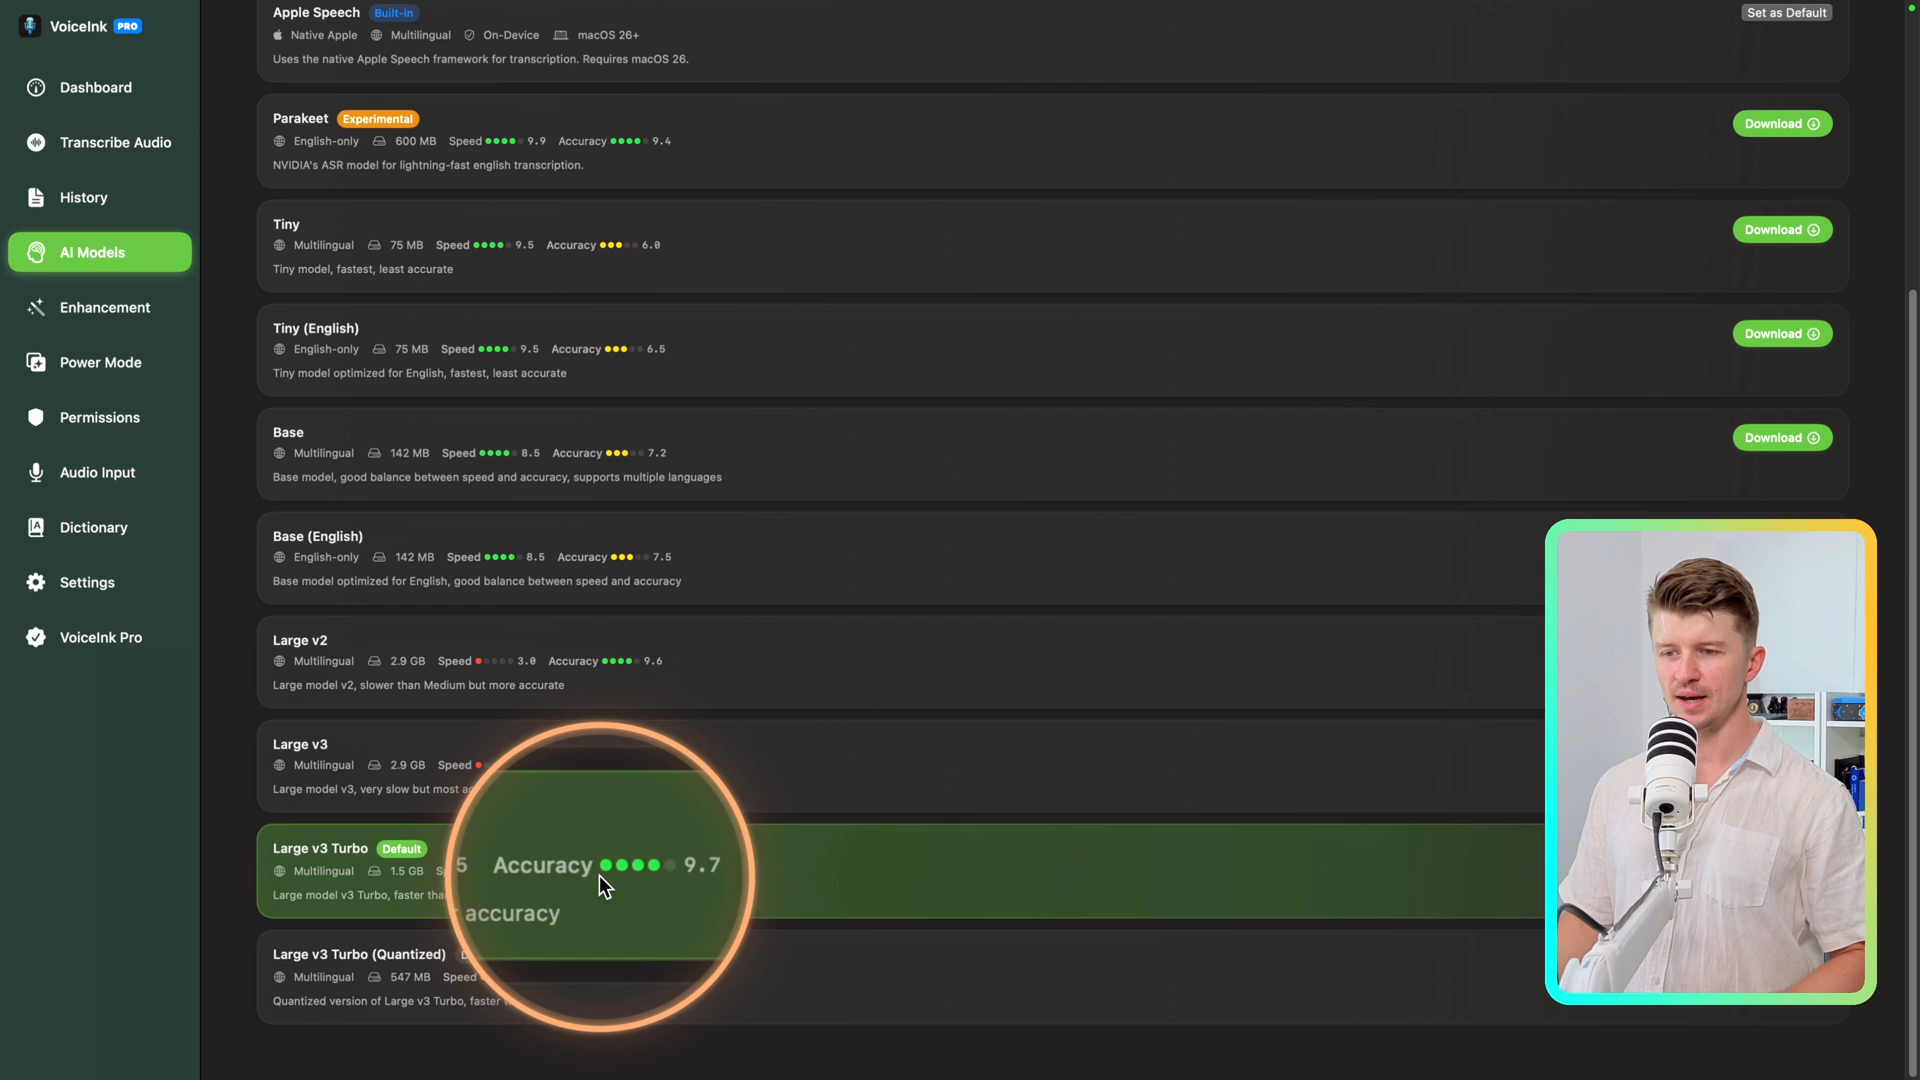 VoiceInk PRO
Dashboard
Transcribe Audio
History
AI Models
Enhancement
Power Mode
Permissions
Audio Input
Dictionary
Settings
VoiceInk Pro
Apple Speech Built-in
Set as Default
Native Apple Multilingual On-Device macOS 26+
Uses the native Apple Speech framework for transcription. Requires macOS 26.
Parakeet Experimental
Download
English-only 600 MB Speed 9.9 Accuracy 9.4
NVIDIA's ASR model for lightning-fast english transcription.
Tiny
Download
Multilingual 75 MB Speed 9.5 Accuracy 6.0
Tiny model, fastest, least accurate
Tiny (English)
Download
English-only 75 MB Speed 9.5 Accuracy 6.5
Tiny model optimized for English, fastest, least accurate
Base
Download
Multilingual 142 MB Speed 8.5 Accuracy 7.2
Base model, good balance between speed and accuracy, supports multiple languages
Base (English)
English-only 142 MB Speed 8.5 Accuracy 7.5
Base model optimized for English, good balance between speed and accuracy
Large v2
Multilingual 2.9 GB Speed 3.0 Accuracy 9.6
Large model v2, slower than Medium but more accurate
Large v3
Multilingual 2.9 GB Speed
Large model v3, very slow but most
Large v3 Turbo Default
Multilingual 1.5 GB 5 Accuracy 9.7
Large model v3 Turbo, faster accuracy
Large v3 Turbo (Quantized)
Multilingual 547 MB Speed
Quantized version of Large v3 Turbo, faster